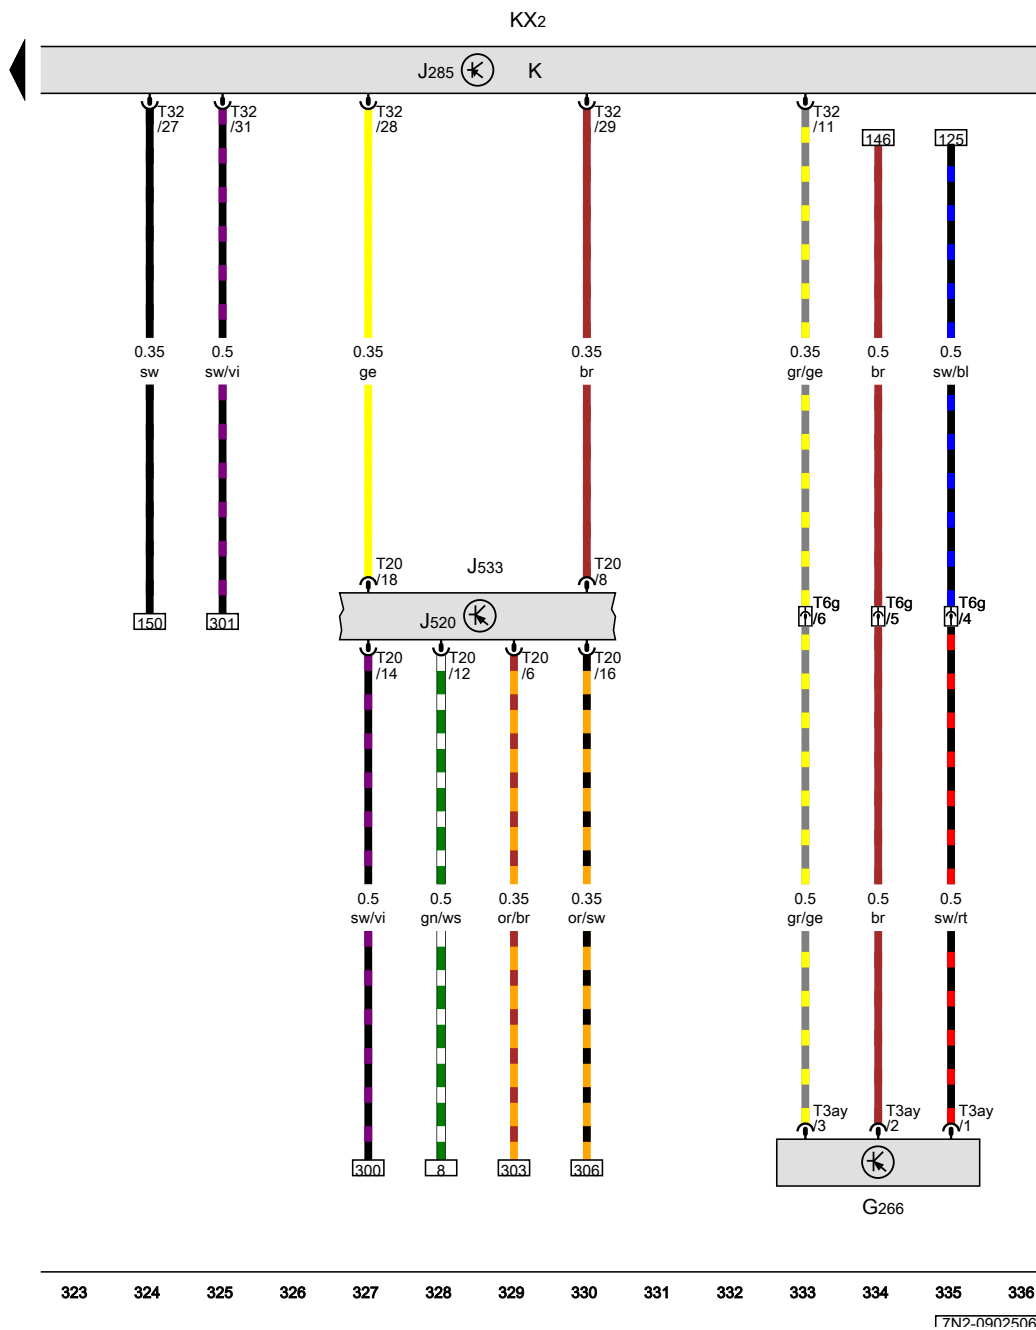 KX2
J285 K
T32 T32 T32 T32 T32
/27 /31 /28 /29 /11
146 125
0.35 0.5 0.35 0.35 0.35 0.5 0.5
sw sw/vi ge br gr/ge br sw/bl
T20 J533 T20
/18 /8
150 301 J520 T6g T6g T6g
/6 /5 /4
T20 T20 T20 T20
/14 /12 /6 /16
0.5 0.5 0.35 0.35 0.5 0.5 0.5
sw/vi gn/ws or/br or/sw gr/ge br sw/rt
T3ay T3ay T3ay
/3 /2 /1
300 8 303 306
G266
323 324 325 326 327 328 329 330 331 332 333 334 335 336
7N2-0902506